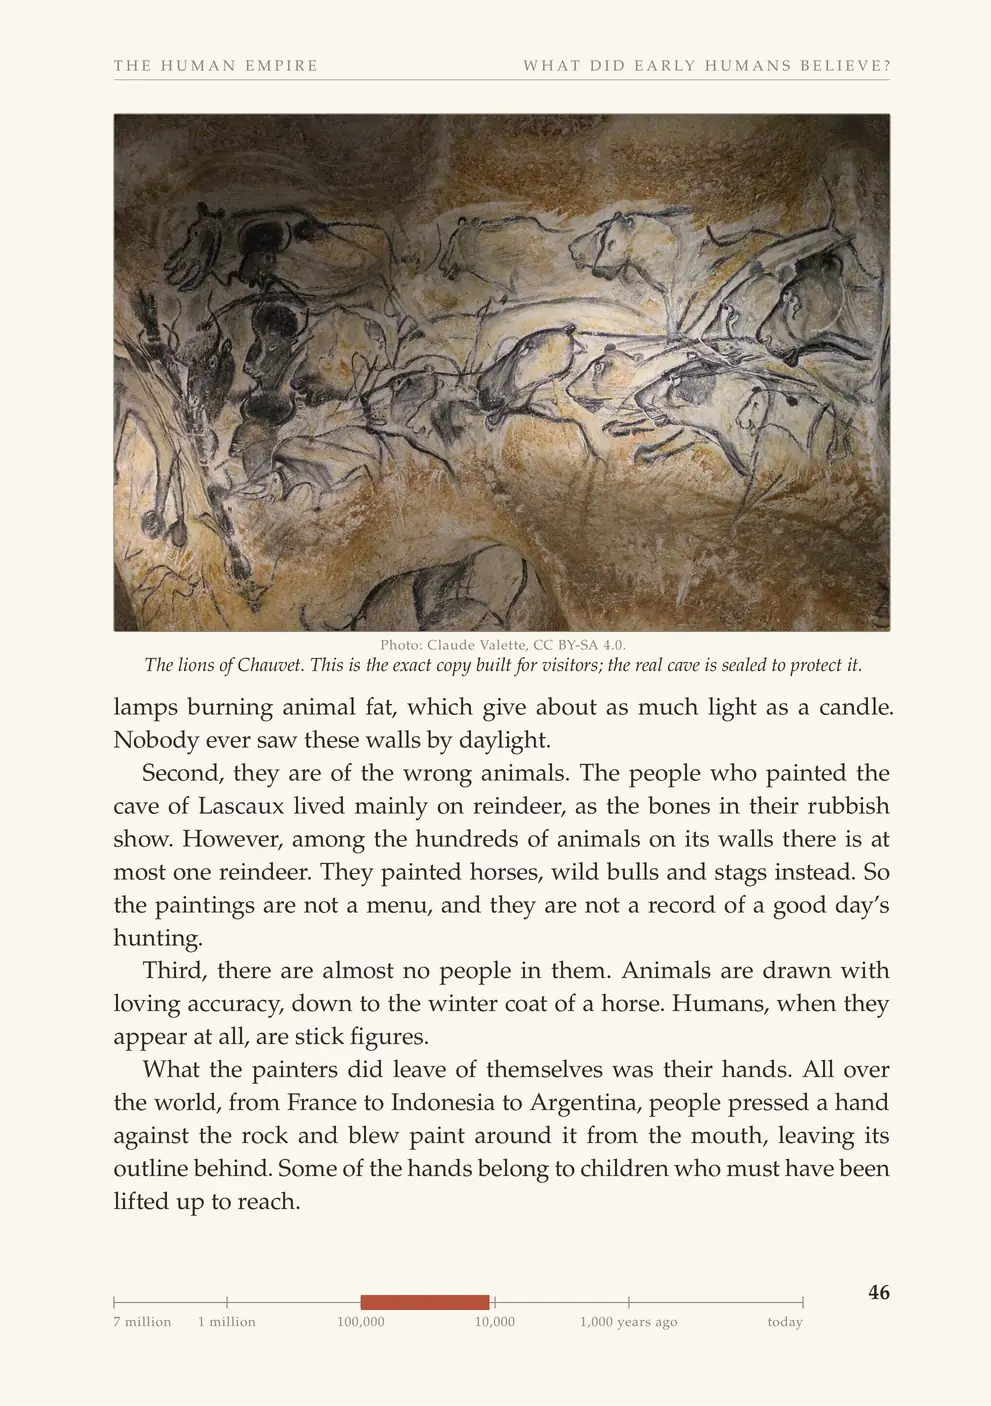 THE HUMAN EMPIRE
WHAT DID EARLY HUMANS BELIEVE?
Photo: Claude Valette, CC BY-SA 4.0.
The lions of Chauvet. This is the exact copy built for visitors; the real cave is sealed to protect it.
lamps burning animal fat, which give about as much light as a candle.
Nobody ever saw these walls by daylight.
Second, they are of the wrong animals. The people who painted the
cave of Lascaux lived mainly on reindeer, as the bones in their rubbish
show. However, among the hundreds of animals on its walls there is at
most one reindeer. They painted horses, wild bulls and stags instead. So
the paintings are not a menu, and they are not a record of a good day’s
hunting.
Third, there are almost no people in them. Animals are drawn with
loving accuracy, down to the winter coat of a horse. Humans, when they
appear at all, are stick figures.
What the painters did leave of themselves was their hands. All over
the world, from France to Indonesia to Argentina, people pressed a hand
against the rock and blew paint around it from the mouth, leaving its
outline behind. Some of the hands belong to children who must have been
lifted up to reach.
46
7 million 1 million 100,000 10,000 1,000 years ago today